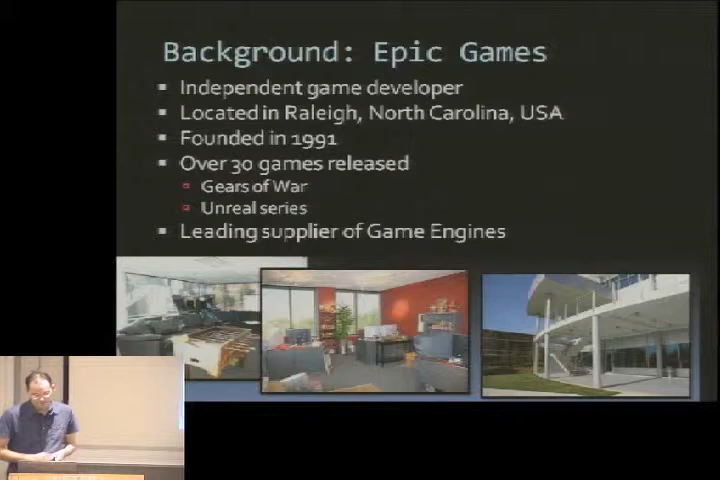 Background: Epic Games
Independent game developer
Located in Raleigh, North Carolina, USA
Founded in 1991
Over 30 games released
Gears of War
Unreal series
Leading supplier of Game Engines